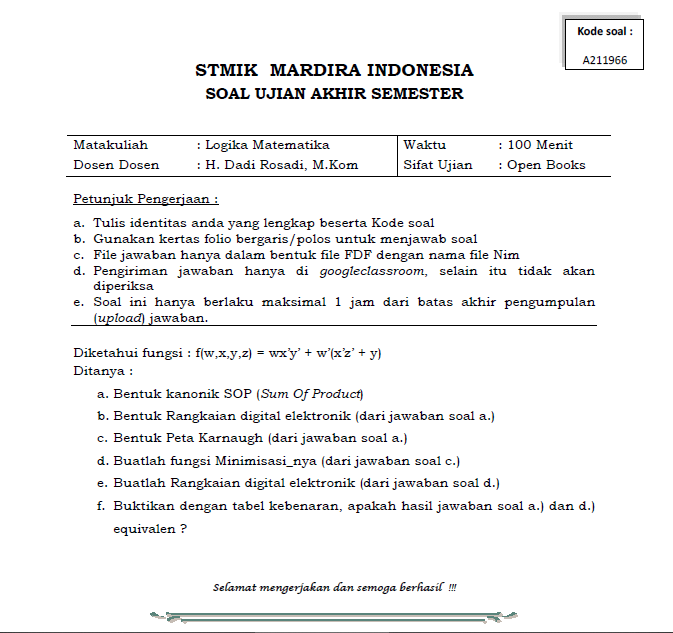 Kode soal :
A211966
STMIK MARDIRA INDONESIA
SOAL UJIAN AKHIR SEMESTER
Matakuliah : Logika Matematika Waktu : 100 Menit
Dosen Dosen : H. Dadi Rosadi, M.Kom Sifat Ujian : Open Books
Petunjuk Pengerjaan :
a. Tulis identitas anda yang lengkap beserta Kode soal
b. Gunakan kertas folio bergaris/polos untuk menjawab soal
c. File jawaban hanya dalam bentuk file FDF dengan nama file Nim
d. Pengiriman jawaban hanya di googleclassroom, selain itu tidak akan
diperiksa
e. Soal ini hanya berlaku maksimal 1 jam dari batas akhir pengumpulan
(upload) jawaban.
Diketahui fungsi : f(w,x,y,z) = wx’y’ + w’(x’z’ + y)
Ditanya :
a. Bentuk kanonik SOP (Sum Of Product)
b. Bentuk Rangkaian digital elektronik (dari jawaban soal a.)
c. Bentuk Peta Karnaugh (dari jawaban soal a.)
d. Buatlah fungsi Minimisasi_nya (dari jawaban soal c.)
e. Buatlah Rangkaian digital elektronik (dari jawaban soal d.)
f. Buktikan dengan tabel kebenaran, apakah hasil jawaban soal a.) dan d.)
equivalen ?
Selamat mengerjakan dan semoga berhasil !!!